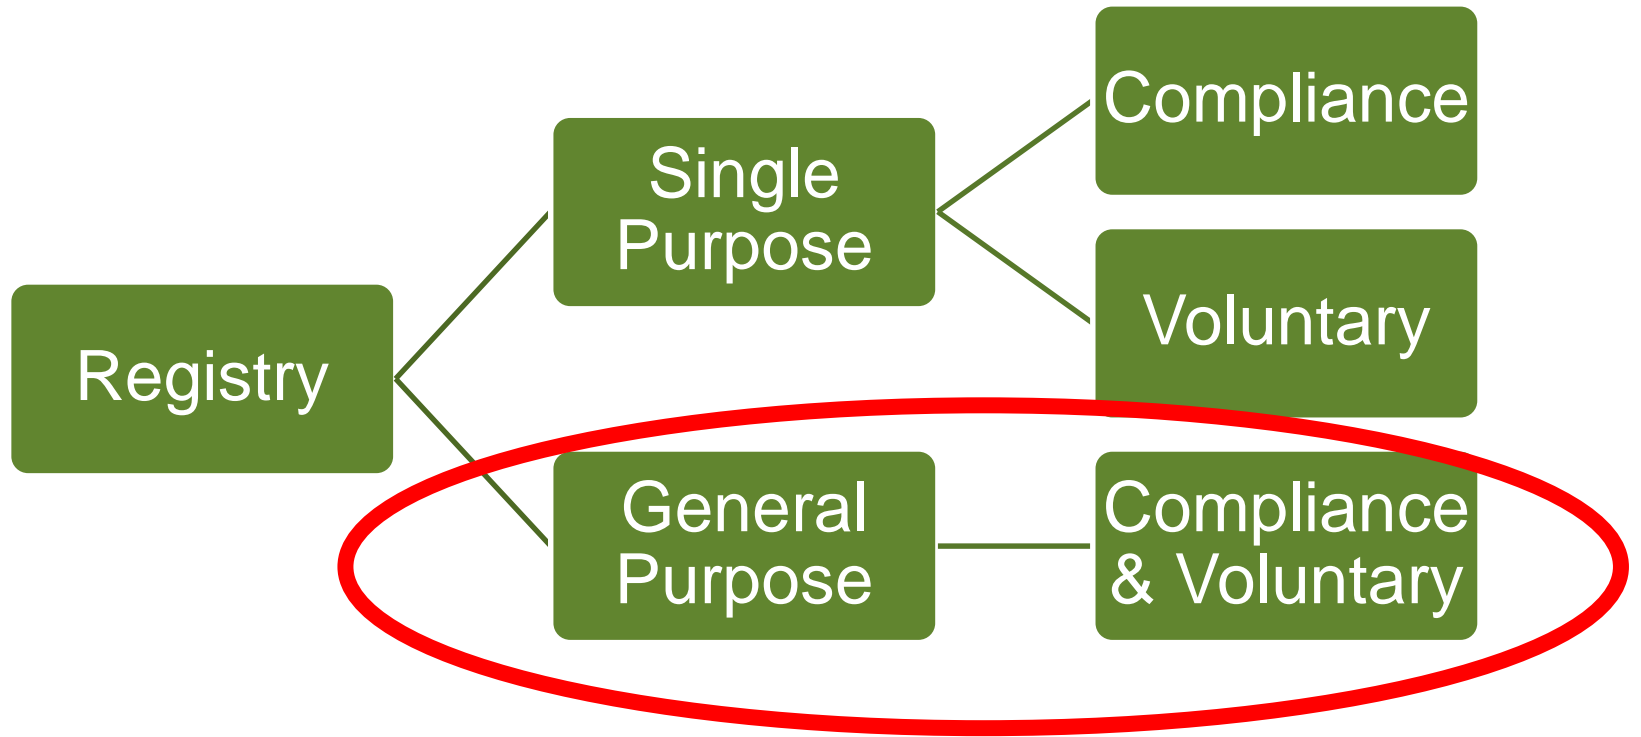 Registry
Single
Purpose
Compliance
Voluntary
General
Purpose
Compliance
& Voluntary